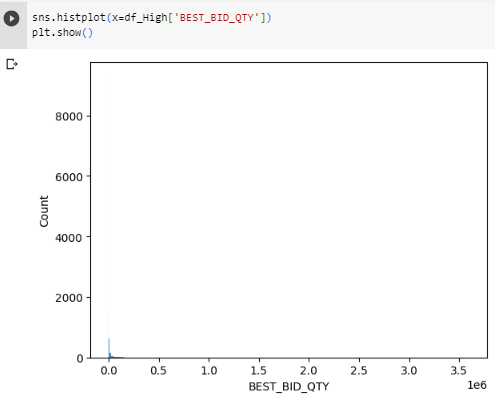 sns.histplot(x=df_High['BEST_BID_QTY'])
plt.show()
8000
6000
4000
2000
0
Count
0.0 0.5 1.0 1.5 2.0 2.5 3.0 3.5
BEST_BID_QTY
1e6